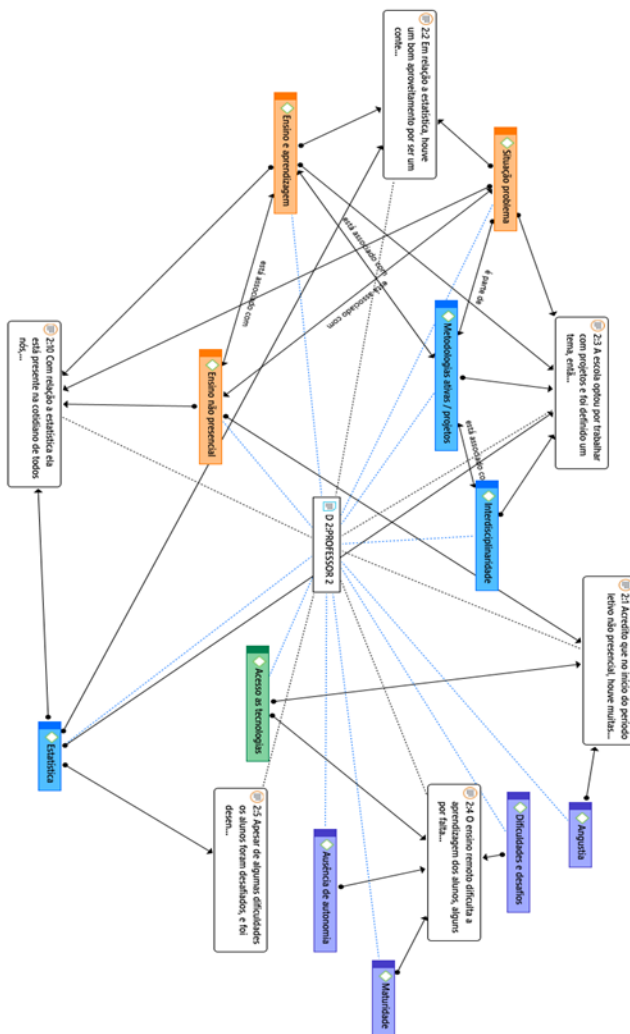 2:1 Acredito que no início do período
letivo não presencial, houve muitas...
2:3 A escola optou por trabalhar
com projetos e foi definido um
tema, entã...
Angustia
Dificuldades e desafios
Situação problema
é parte de
Interdisciplinaridade
está associado co
2:4 O ensino remoto dificulta a
aprendizagem dos alunos, alguns
por falta...
Metodologias ativas / projetos
2:2 Em relação a estatística, houve
um bom aproveitamento por ser um
conte...
Maturidade
está associado com
está associado com
D 2:PROFESSOR 2
Ausência de autonomia
Ensino e aprendizagem
está associado com
Acesso as tecnologias
2:5 Apesar de algumas dificuldades
os alunos foram desafiados, e foi
desen...
Ensino não presencial
2:10 Com relação a estatística ela
está presente na cotidiano de todos
nós,...
Estatística